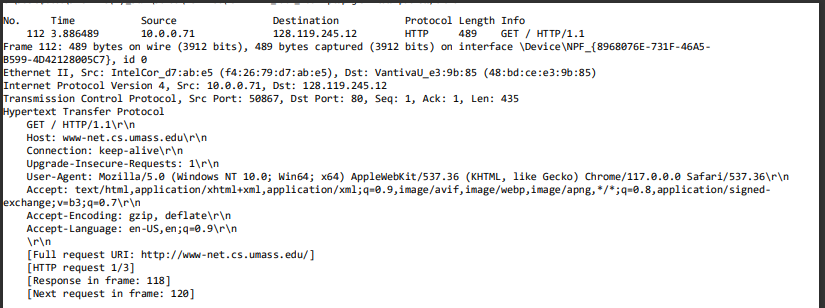 No. Time Source Destination Protocol Length Info
112 3.886489 10.0.0.71 128.119.245.12 HTTP 489 GET / HTTP/1.1
Frame 112: 489 bytes on wire (3912 bits), 489 bytes captured (3912 bits) on interface \Device\NPF_{8968076E-731F-46A5-
B599-4D42128005C7}, id 0
Ethernet II, Src: IntelCor_d7:ab:e5 (f4:26:79:d7:ab:e5), Dst: VantivaU_e3:9b:85 (48:bd:ce:e3:9b:85)
Internet Protocol Version 4, Src: 10.0.0.71, Dst: 128.119.245.12
Transmission Control Protocol, Src Port: 50867, Dst Port: 80, Seq: 1, Ack: 1, Len: 435
Hypertext Transfer Protocol
GET / HTTP/1.1\r\n
Host: www-net.cs.umass.edu\r\n
Connection: keep-alive\r\n
Upgrade-Insecure-Requests: 1\r\n
User-Agent: Mozilla/5.0 (Windows NT 10.0; Win64; x64) AppleWebKit/537.36 (KHTML, like Gecko) Chrome/117.0.0.0 Safari/537.36\r\n
Accept: text/html,application/xhtml+xml,application/xml;q=0.9,image/avif,image/webp,image/apng,*/*;q=0.8,application/signed-
exchange;v=b3;q=0.7\r\n
Accept-Encoding: gzip, deflate\r\n
Accept-Language: en-US,en;q=0.9\r\n
\r\n
[Full request URI: http://www-net.cs.umass.edu/]
[HTTP request 1/3]
[Response in frame: 118]
[Next request in frame: 120]